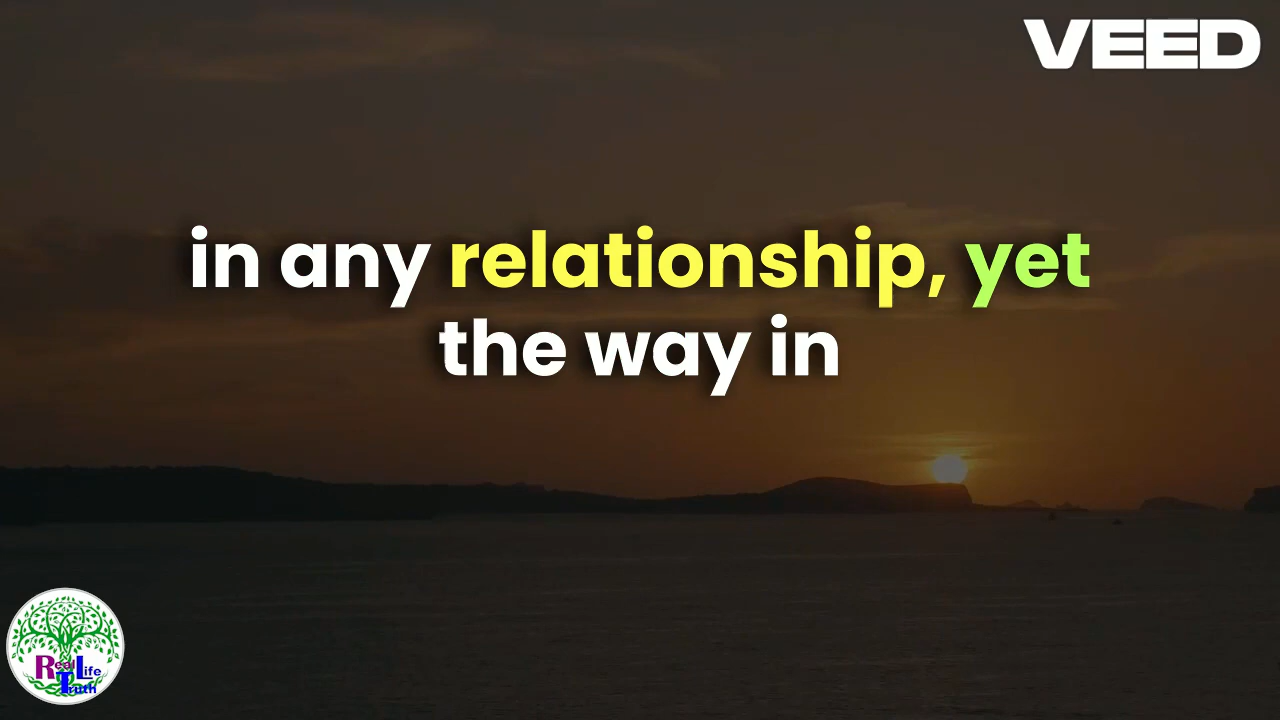 VEED
in any relationship, yet
the way in
Real Life
Truth